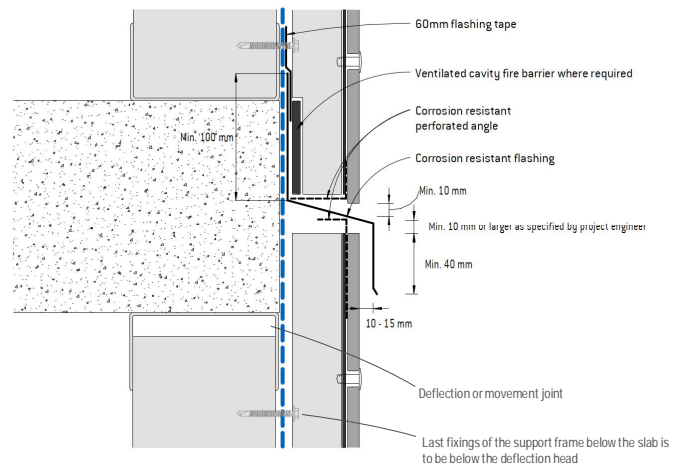 60mm flashing tape
Ventilated cavity fire barrier where required
Corrosion resistant
perforated angle
Min. 100 mm
Corrosion resistant flashing
Min. 10 mm
Min. 10 mm or larger as specified by project engineer
Min. 40 mm
10 - 15 mm
Deflection or movement joint
Last fixings of the support frame below the slab is
to be below the deflection head